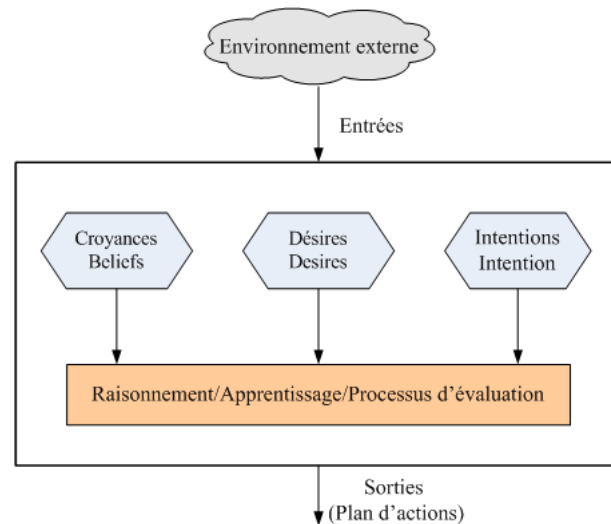 Environnement externe
Entrées
Croyances
Beliefs
Désires
Desires
Intentions
Intention
Raisonnement/Apprentissage/Processus d’évaluation
Sorties
(Plan d’actions)